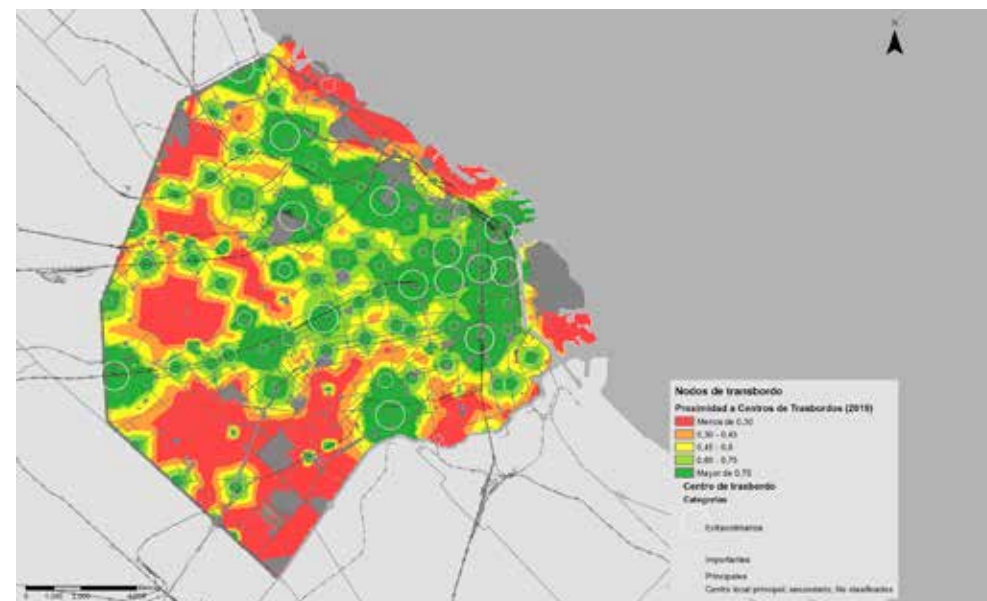 N
Nodos de transbordo
Proximidad a Centros de Trasbordos (2019)
Menos de 0,30
0,30 - 0,45
0,45 - 0,6
0,60 - 0,75
Mayor de 0,75
Centro de trasbordo
Categorías
Importantes
Principales
Centro local principal, secundario, No clasificados
0